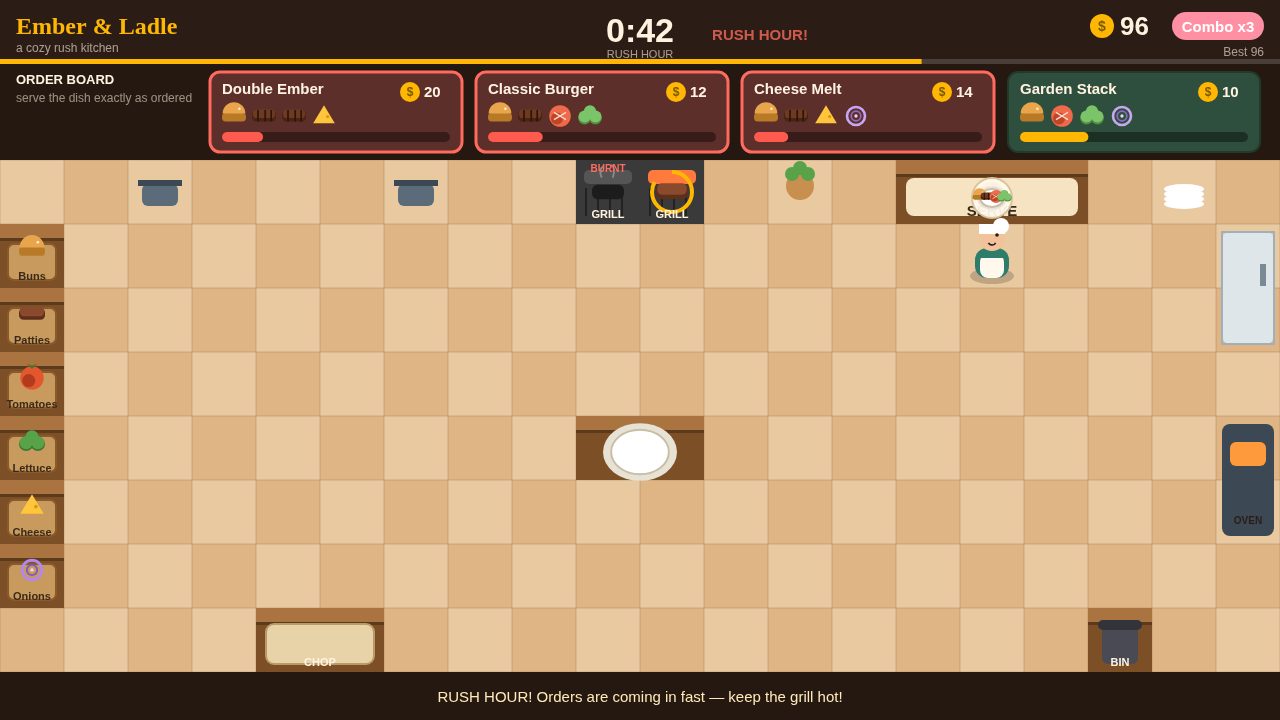 Ember & Ladle
a cozy rush kitchen
0:42
RUSH HOUR
RUSH HOUR!
$ 96
Combo x3
Best 96
ORDER BOARD
serve the dish exactly as ordered
Double Ember
$ 20
Classic Burger
$ 12
Cheese Melt
$ 14
Garden Stack
$ 10
BURNT
GRILL
GRILL
Buns
Patties
Tomatoes
Lettuce
Cheese
Onions
OVEN
CHOP
BIN
RUSH HOUR! Orders are coming in fast — keep the grill hot!